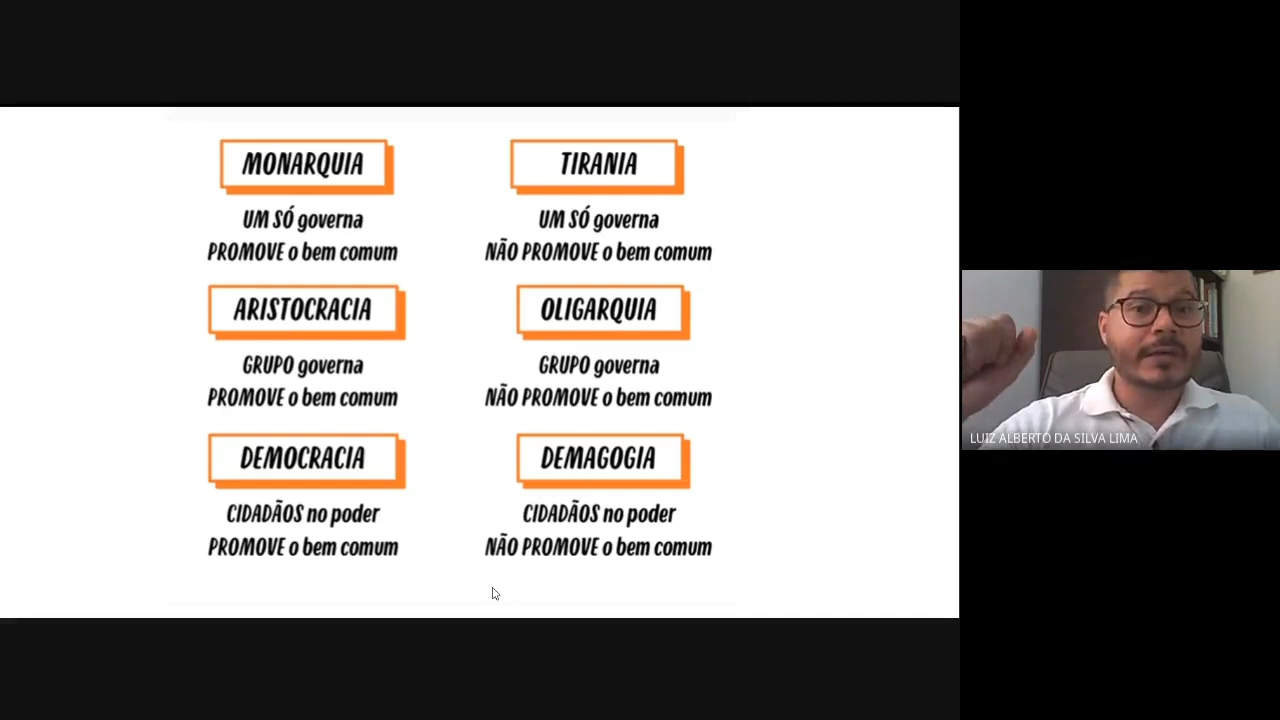 MONARQUIA
UM SÓ governa
PROMOVE o bem comum
TIRANIA
UM SÓ governa
NÃO PROMOVE o bem comum
ARISTOCRACIA
GRUPO governa
PROMOVE o bem comum
OLIGARQUIA
GRUPO governa
NÃO PROMOVE o bem comum
DEMOCRACIA
CIDADÃOS no poder
PROMOVE o bem comum
DEMAGOGIA
CIDADÃOS no poder
NÃO PROMOVE o bem comum
LUIZ ALBERTO DA SILVA LIMA